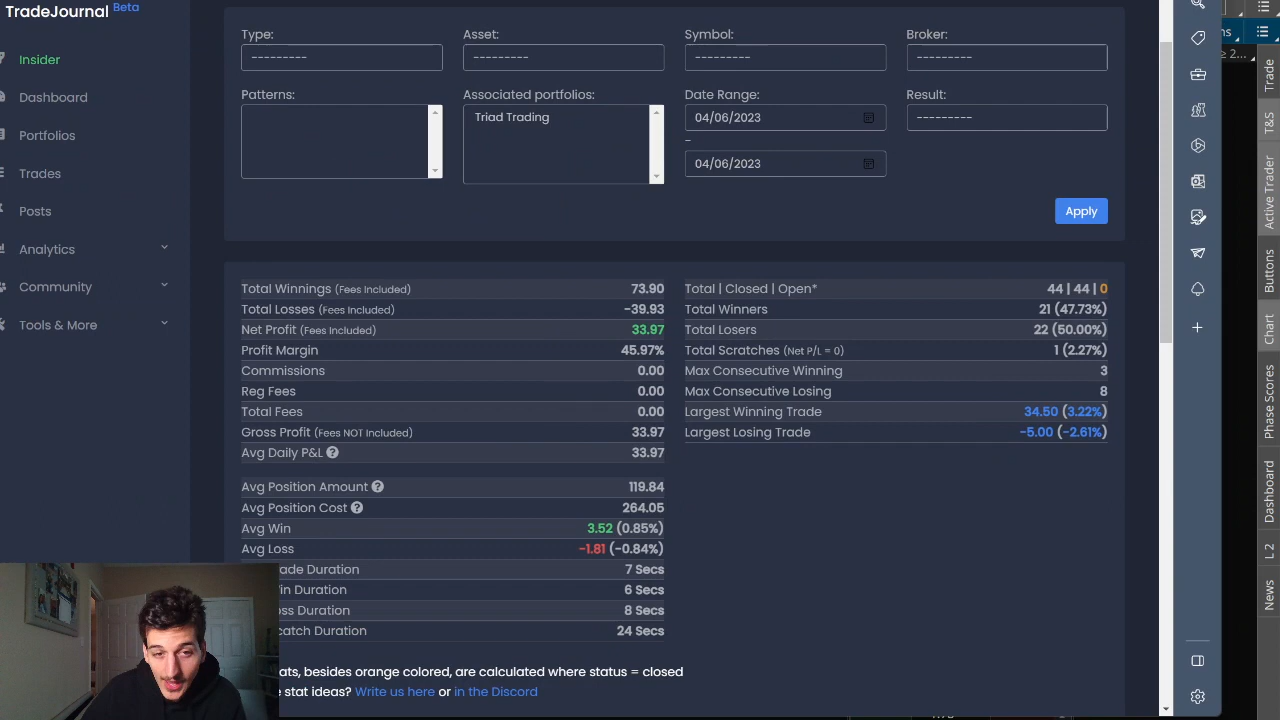 TradeJournal Beta
Insider
Dashboard
Portfolios
Trades
Posts
Analytics
Community
Tools & More
Type: Asset: Symbol: Broker:
--------- --------- --------- ---------
Patterns: Associated portfolios: Date Range: Result:
Triad Trading 04/06/2023 ---------
–
04/06/2023
Apply
Total Winnings (Fees Included) 73.90
Total Losses (Fees Included) -39.93
Net Profit (Fees Included) 33.97
Profit Margin 45.97%
Commissions 0.00
Reg Fees 0.00
Total Fees 0.00
Gross Profit (Fees NOT Included) 33.97
Avg Daily P&L ? 33.97
Avg Position Amount ? 119.84
Avg Position Cost ? 264.05
Avg Win 3.52 (0.85%)
Avg Loss -1.81 (-0.84%)
ade Duration 7 Secs
in Duration 6 Secs
ss Duration 8 Secs
atch Duration 24 Secs
ats, besides orange colored, are calculated where status = closed
e stat ideas? Write us here or in the Discord
Total | Closed | Open* 44 | 44 | 0
Total Winners 21 (47.73%)
Total Losers 22 (50.00%)
Total Scratches (Net P/L = 0) 1 (2.27%)
Max Consecutive Winning 3
Max Consecutive Losing 8
Largest Winning Trade 34.50 (3.22%)
Largest Losing Trade -5.00 (-2.61%)
Trade
T&S
Active Trader
Buttons
Chart
Phase Scores
Dashboard
L 2
News